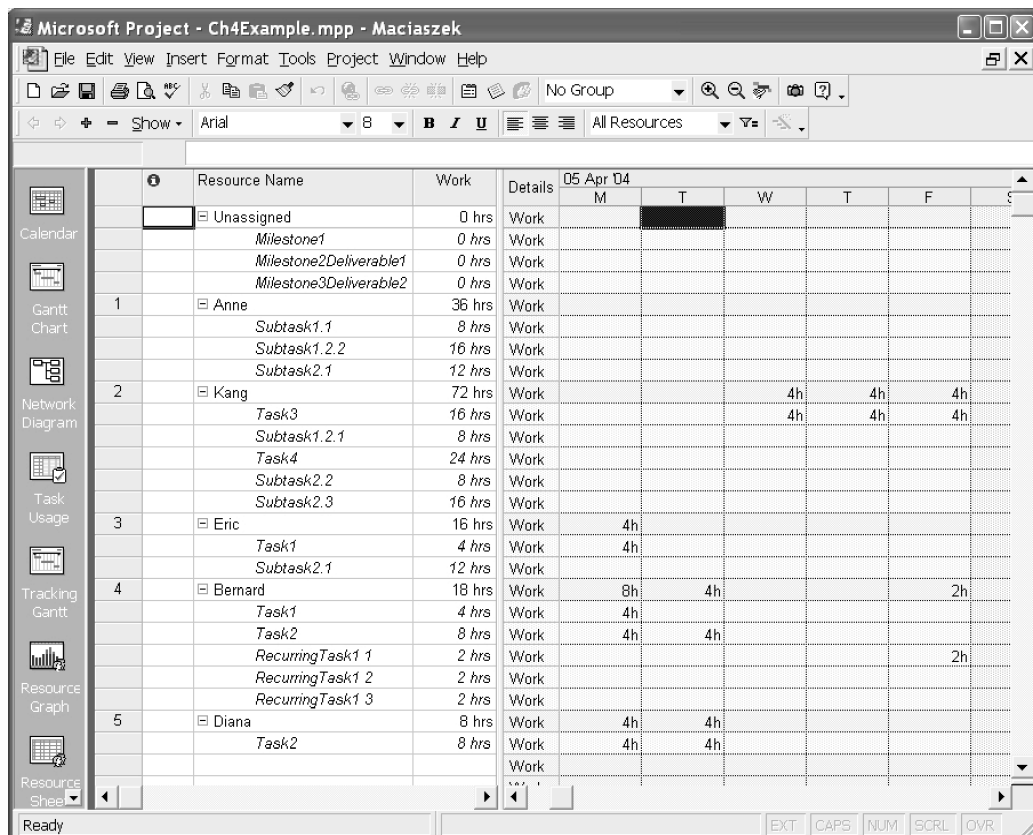 Microsoft Project - Ch4Example.mpp - Maciaszek
File Edit View Insert Format Tools Project Window Help
ABC No Group
Show Arial 8 B I U All Resources
Resource Name Work Details 05 Apr '04
M T W T F S
Calendar
Gantt Chart
Network Diagram
Task Usage
Tracking Gantt
Resource Graph
Resource Shee
Unassigned 0 hrs Work
Milestone1 0 hrs Work
Milestone2Deliverable1 0 hrs Work
Milestone3Deliverable2 0 hrs Work
1 Anne 36 hrs Work
Subtask1.1 8 hrs Work
Subtask1.2.2 16 hrs Work
Subtask2.1 12 hrs Work
2 Kang 72 hrs Work 4h 4h 4h
Task3 16 hrs Work 4h 4h 4h
Subtask1.2.1 8 hrs Work
Task4 24 hrs Work
Subtask2.2 8 hrs Work
Subtask2.3 16 hrs Work
3 Eric 16 hrs Work 4h
Task1 4 hrs Work 4h
Subtask2.1 12 hrs Work
4 Bernard 18 hrs Work 8h 4h 2h
Task1 4 hrs Work 4h
Task2 8 hrs Work 4h 4h
RecurringTask1 1 2 hrs Work 2h
RecurringTask1 2 2 hrs Work
RecurringTask1 3 2 hrs Work
5 Diana 8 hrs Work 4h 4h
Task2 8 hrs Work 4h 4h
Work
Ready EXT CAPS NUM SCRL OVR